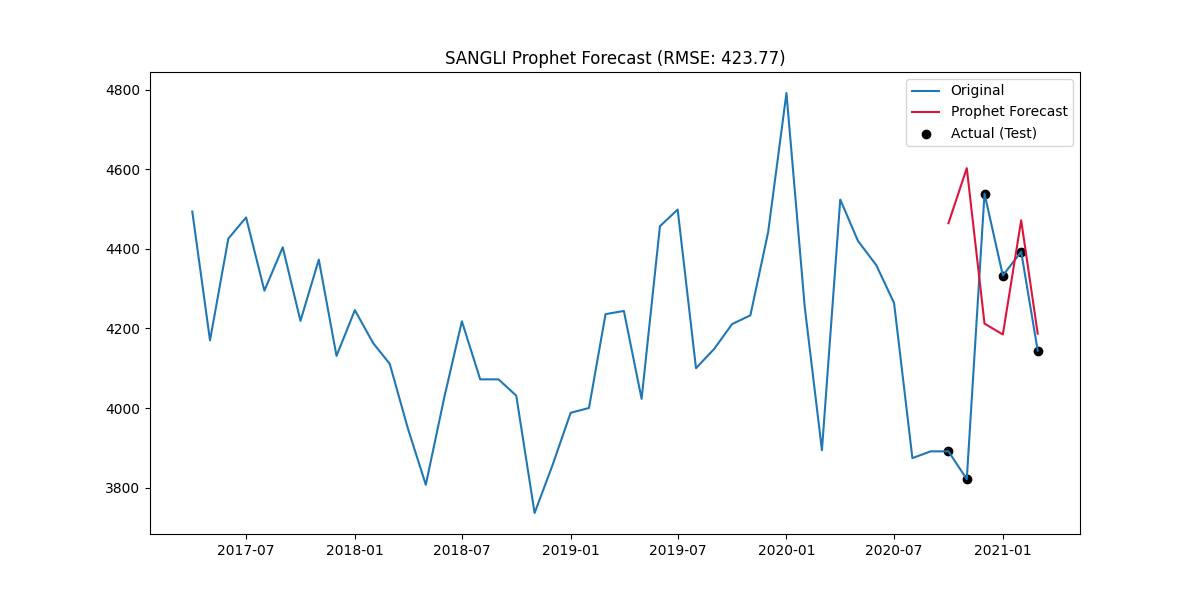 SANGLI Prophet Forecast (RMSE: 423.77)
Original
Prophet Forecast
Actual (Test)
4800
4600
4400
4200
4000
3800
2017-07 2018-01 2018-07 2019-01 2019-07 2020-01 2020-07 2021-01